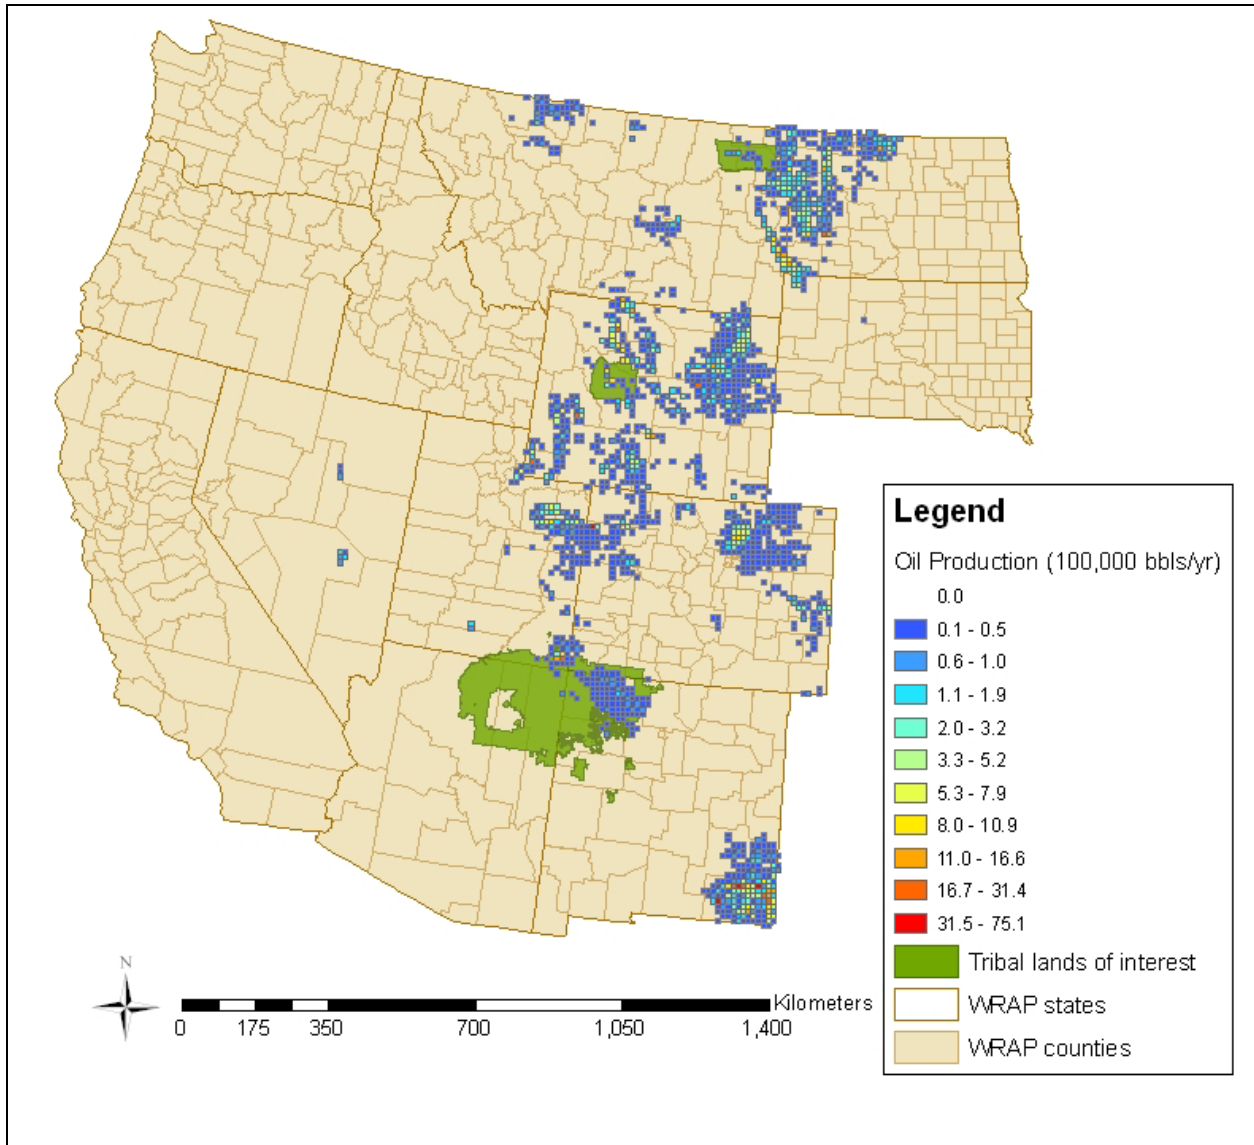 Legend
Oil Production (100,000 bbls/yr)
0.0
0.1 - 0.5
0.6 - 1.0
1.1 - 1.9
2.0 - 3.2
3.3 - 5.2
5.3 - 7.9
8.0 - 10.9
11.0 - 16.6
16.7 - 31.4
31.5 - 75.1
Tribal lands of interest
WRAP states
WRAP counties
N
Kilometers
0 175 350 700 1,050 1,400